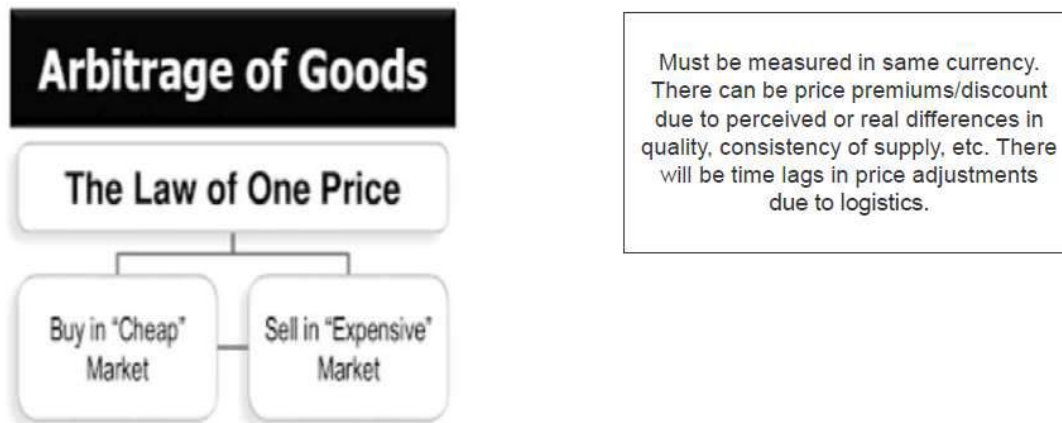 Arbitrage of Goods
The Law of One Price
Buy in "Cheap"
Market
Sell in "Expensive"
Market
Must be measured in same currency.
There can be price premiums/discount
due to perceived or real differences in
quality, consistency of supply, etc. There
will be time lags in price adjustments
due to logistics.